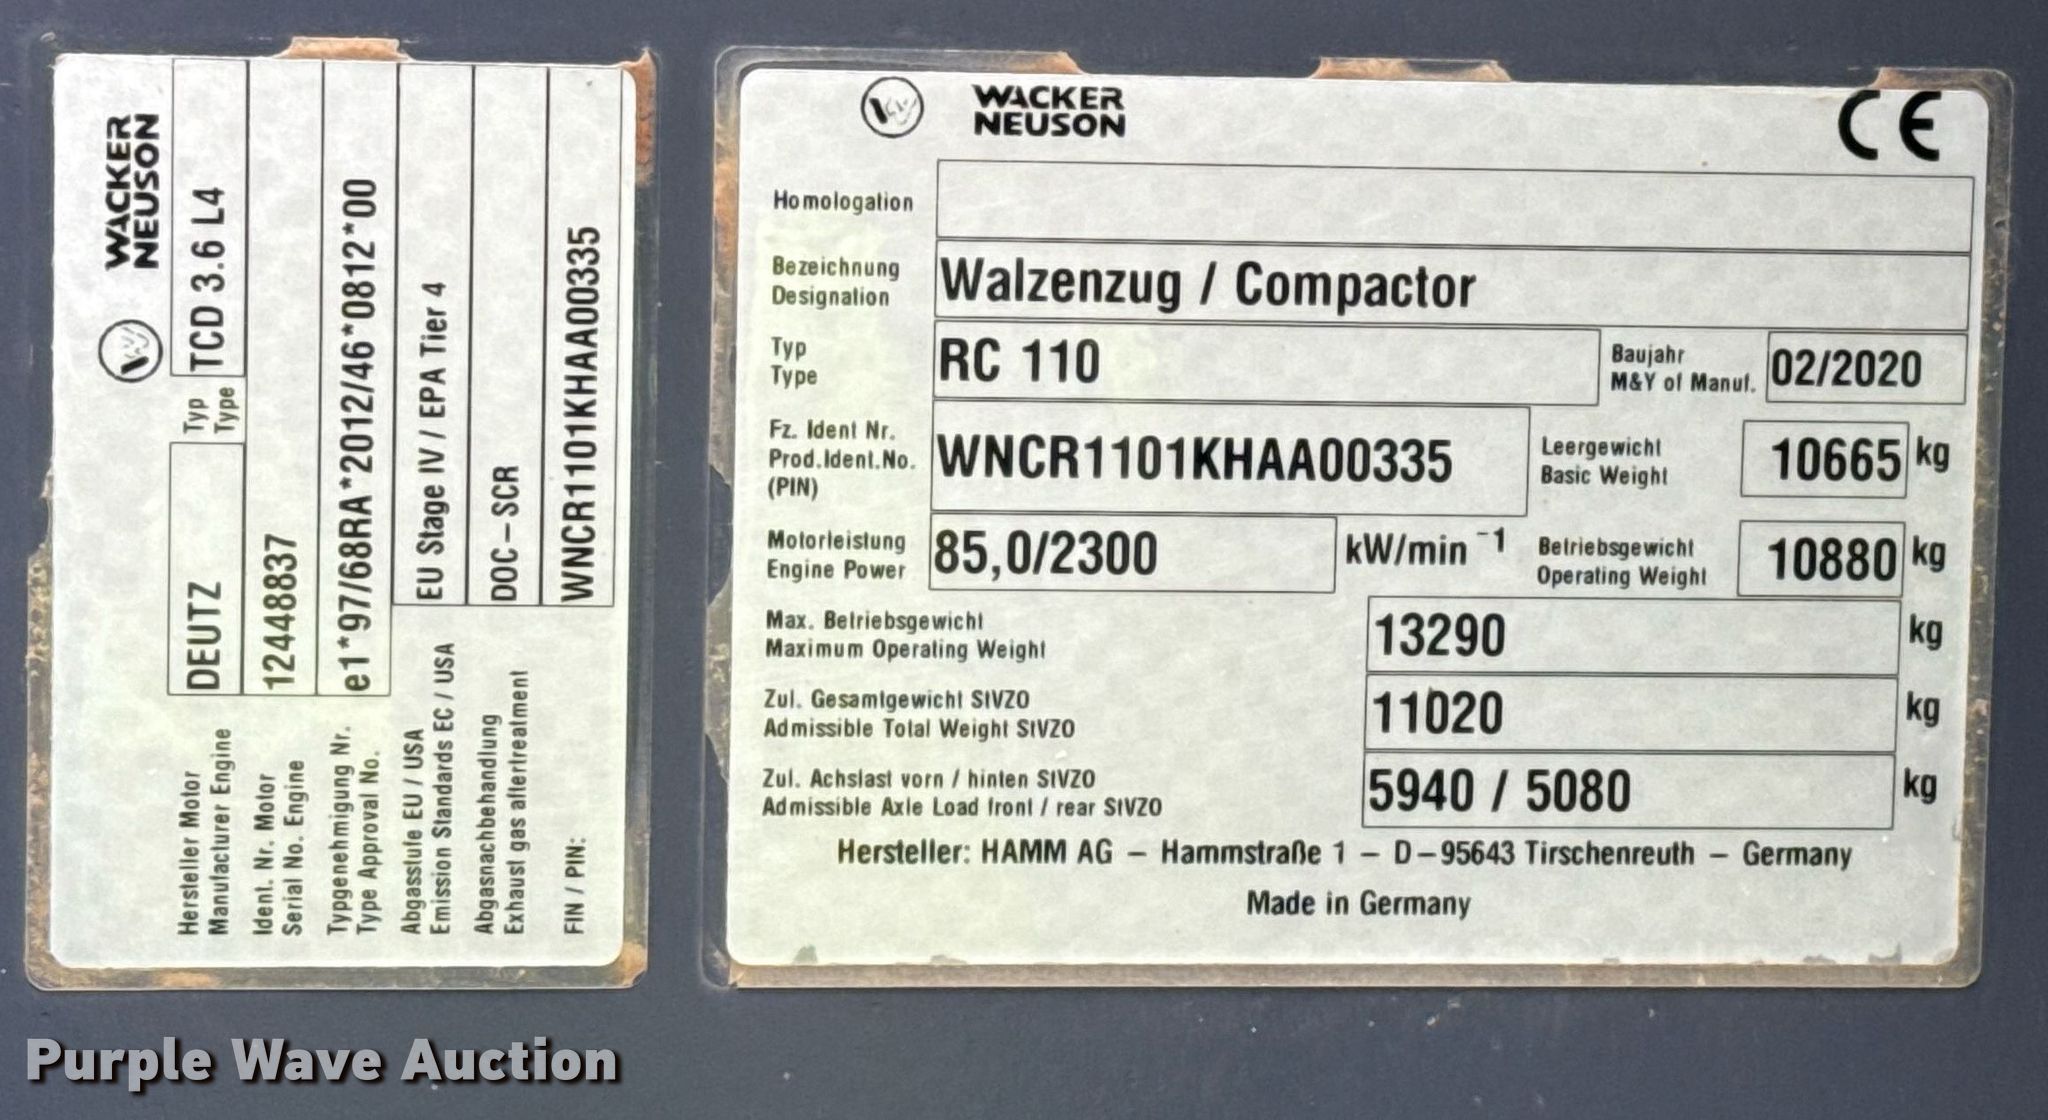 WACKER
NEUSON
Hersteller Motor
Manufacturer Engine
DEUTZ
Typ
Type
TCD 3.6 L4
Ident. Nr. Motor
Serial No. Engine
12448837
Typgenehmigung Nr.
Type Approval No.
e1*97/68RA*2012/46*0812*00
Abgasstufe EU / USA
Emission Standards EC / USA
EU Stage IV / EPA Tier 4
Abgasnachbehandlung
Exhaust gas aftertreatment
DOC-SCR
FIN / PIN:
WNCR1101KHAA00335
WACKER
NEUSON
CE
Homologation
Bezeichnung
Designation
Walzenzug / Compactor
Typ
Type
RC 110
Baujahr
M&Y of Manuf.
02/2020
Fz. Ident Nr.
Prod.Ident.No.
(PIN)
WNCR1101KHAA00335
Leergewicht
Basic Weight
10665 kg
Motorleistung
Engine Power
85,0/2300 kW/min⁻¹
Betriebsgewicht
Operating Weight
10880 kg
Max. Betriebsgewicht
Maximum Operating Weight
13290 kg
Zul. Gesamtgewicht StVZO
Admissible Total Weight StVZO
11020 kg
Zul. Achslast vorn / hinten StVZO
Admissible Axle Load front / rear StVZO
5940 / 5080 kg
Hersteller: HAMM AG – Hammstraße 1 – D-95643 Tirschenreuth – Germany
Made in Germany
Purple Wave Auction